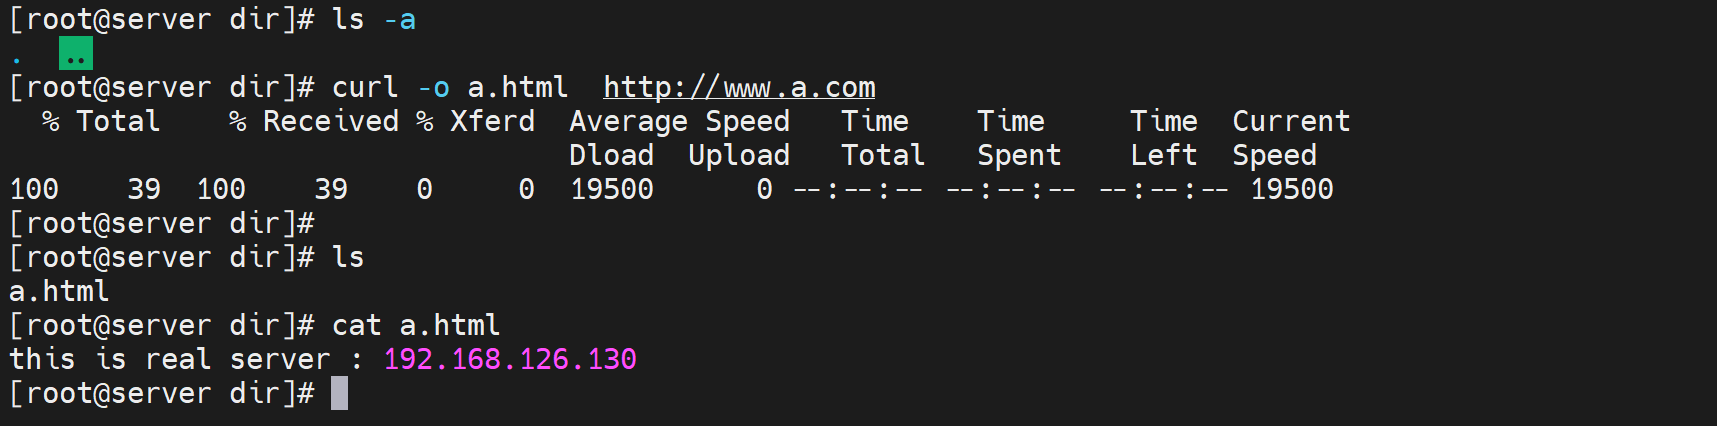 [root@server dir]# ls -a
.  ..
[root@server dir]# curl -o a.html  http://www.a.com
  % Total    % Received % Xferd  Average Speed   Time    Time     Time  Current
                                 Dload  Upload   Total   Spent    Left  Speed
100    39  100    39    0     0  19500      0 --:--:-- --:--:-- --:--:-- 19500
[root@server dir]#
[root@server dir]# ls
a.html
[root@server dir]# cat a.html
this is real server : 192.168.126.130
[root@server dir]#